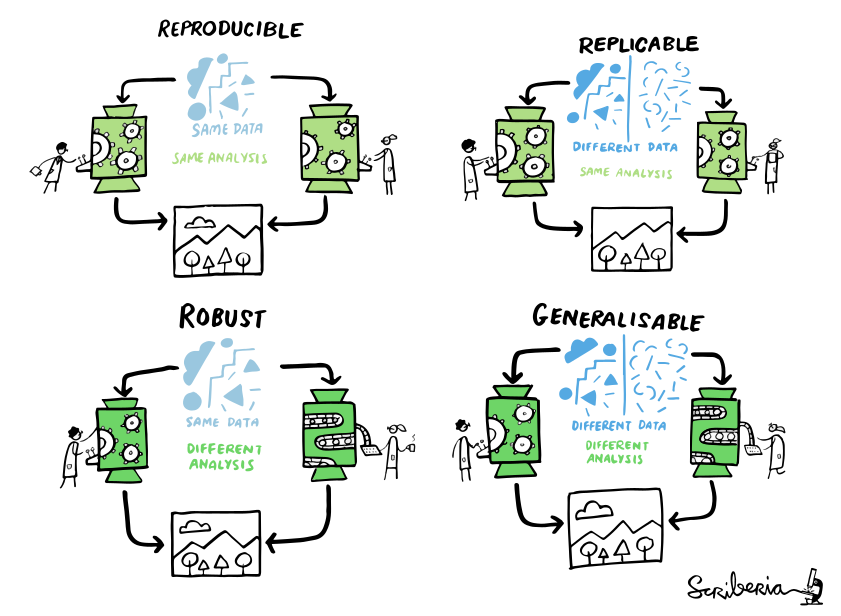 REPRODUCIBLE
SAME DATA
SAME ANALYSIS
REPLICABLE
DIFFERENT DATA
SAME ANALYSIS
ROBUST
SAME DATA
DIFFERENT
ANALYSIS
GENERALISABLE
DIFFERENT DATA
DIFFERENT
ANALYSIS
Scriberia